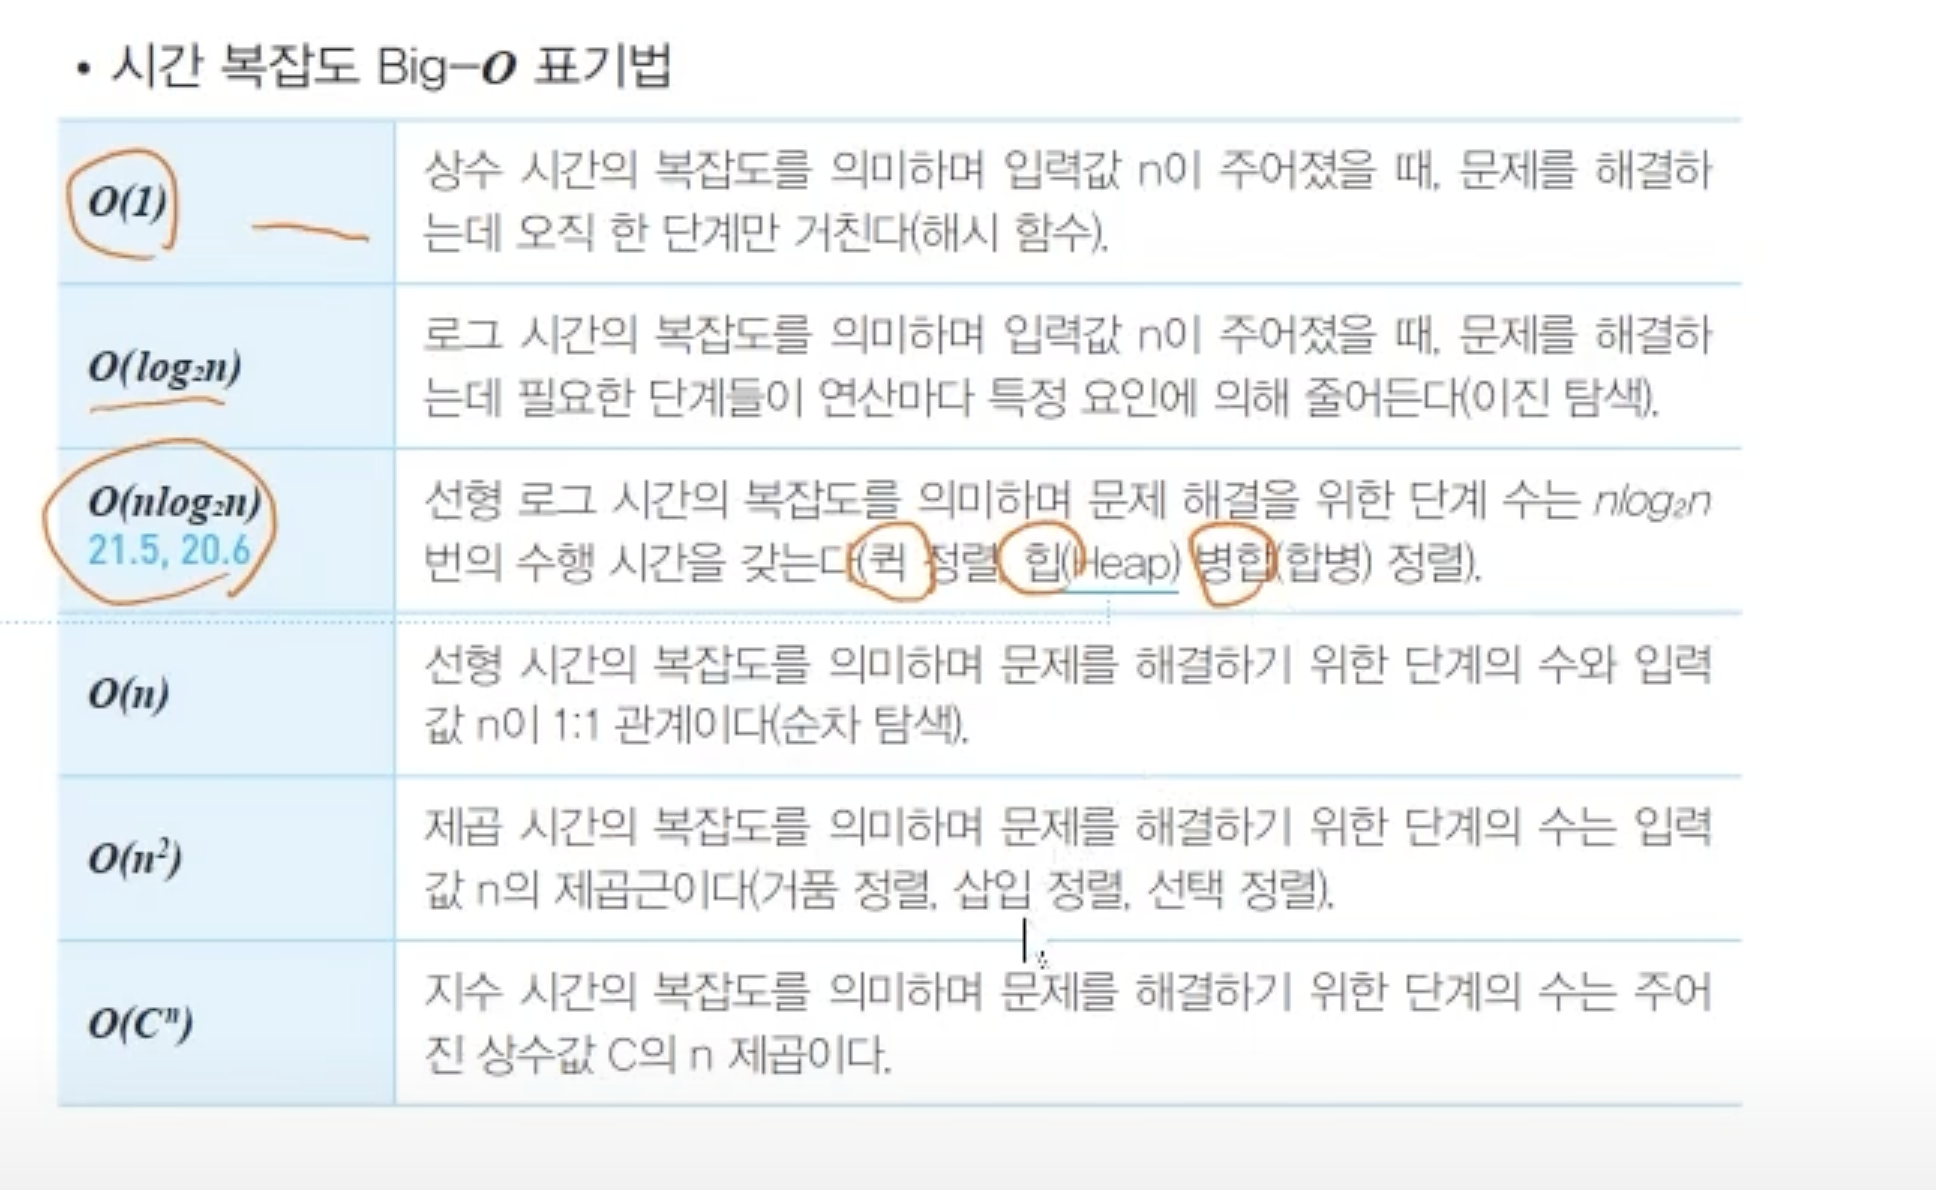 • 시간 복잡도 Big-O 표기법
O(1)
상수 시간의 복잡도를 의미하며 입력값 n이 주어졌을 때, 문제를 해결하
는데 오직 한 단계만 거친다(해시 함수).
O(log₂n)
로그 시간의 복잡도를 의미하며 입력값 n이 주어졌을 때, 문제를 해결하
는데 필요한 단계들이 연산마다 특정 요인에 의해 줄어든다(이진 탐색).
O(nlog₂n)
21.5, 20.6
선형 로그 시간의 복잡도를 의미하며 문제 해결을 위한 단계 수는 nlog₂n
번의 수행 시간을 갖는다(퀵 정렬, 힙(Heap) 병합(합병) 정렬).
O(n)
선형 시간의 복잡도를 의미하며 문제를 해결하기 위한 단계의 수와 입력
값 n이 1:1 관계이다(순차 탐색).
O(n²)
제곱 시간의 복잡도를 의미하며 문제를 해결하기 위한 단계의 수는 입력
값 n의 제곱근이다(거품 정렬, 삽입 정렬, 선택 정렬).
O(Cⁿ)
지수 시간의 복잡도를 의미하며 문제를 해결하기 위한 단계의 수는 주어
진 상수값 C의 n 제곱이다.